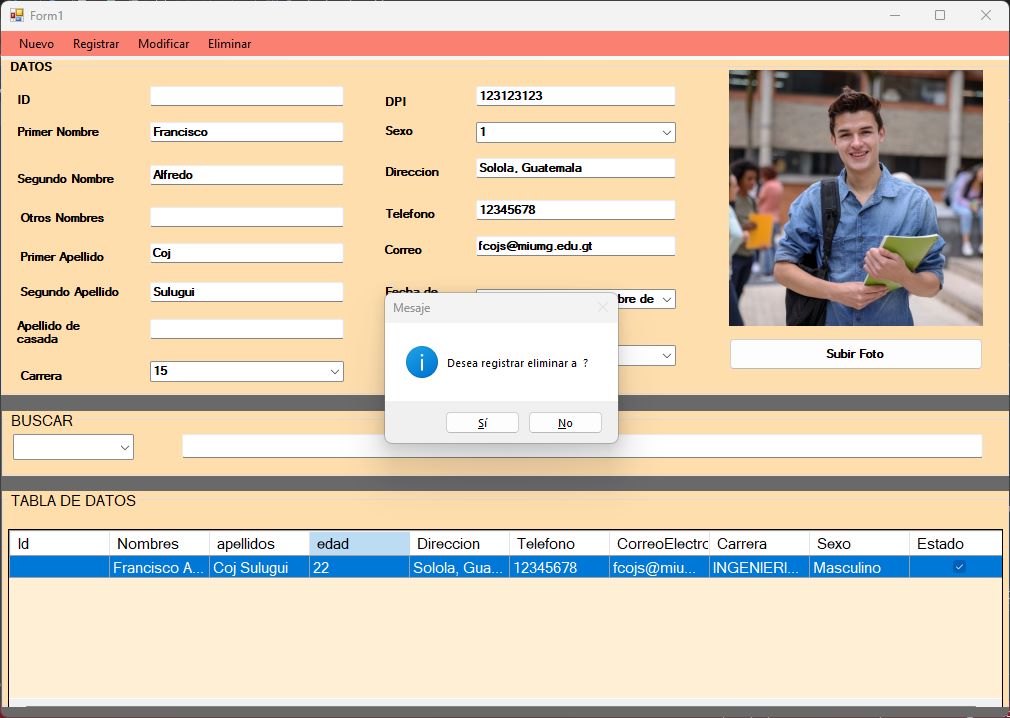 Form1
Nuevo Registrar Modificar Eliminar
DATOS
ID
Primer Nombre Francisco
Segundo Nombre Alfredo
Otros Nombres
Primer Apellido Coj
Segundo Apellido Sulugui
Apellido de
casada
Carrera 15
DPI 123123123
Sexo 1
Direccion Solola, Guatemala
Telefono 12345678
Correo fcojs@miumg.edu.gt
Fecha de
bre de
Subir Foto
Mesaje
Desea registrar eliminar a ?
Sí No
BUSCAR
TABLA DE DATOS
Id Nombres apellidos edad Direccion Telefono CorreoElectro Carrera Sexo Estado
Francisco A... Coj Sulugui 22 Solola, Gua... 12345678 fcojs@miu... INGENIERI... Masculino